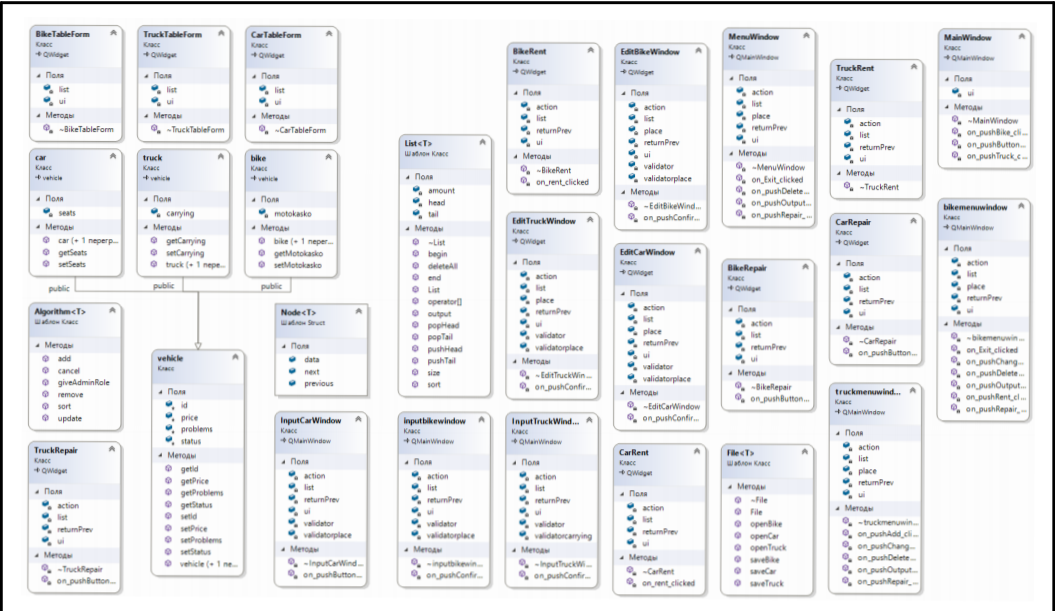 BikeTableForm
Класс
QWidget
Поля
list
ui
Методы
~BikeTableForm
TruckTableForm
Класс
QWidget
Поля
list
ui
Методы
~TruckTableForm
CarTableForm
Класс
QWidget
Поля
list
ui
Методы
~CarTableForm
car
Класс
vehicle
Поля
seats
Методы
car (+ 1 перегр...
getSeats
setSeats
truck
Класс
vehicle
Поля
carrying
Методы
getCarrying
setCarrying
truck (+ 1 пере...
bike
Класс
vehicle
Поля
motokasko
Методы
bike (+ 1 перег...
getMotokasko
setMotokasko
public
public
public
Algorithm<T>
Шаблон Класс
Методы
add
cancel
giveAdminRole
remove
sort
update
vehicle
Класс
Поля
id
price
problems
status
Методы
getId
getPrice
getProblems
getStatus
setId
setPrice
setProblems
setStatus
vehicle (+ 1 пе...
Node<T>
Шаблон Struct
Поля
data
next
previous
TruckRepair
Класс
QWidget
Поля
action
list
returnPrev
ui
Методы
~TruckRepair
on_pushButton...
InputCarWindow
Класс
QMainWindow
Поля
action
list
returnPrev
ui
validator
validatorplace
Методы
~InputCarWind...
on_pushButton...
List<T>
Шаблон Класс
Поля
amount
head
tail
Методы
~List
begin
deleteAll
end
List
operator[]
output
popHead
popTail
pushHead
pushTail
size
sort
inputbikewindow
Класс
QMainWindow
Поля
action
list
returnPrev
ui
validator
validatorplace
Методы
~inputbikewin...
on_pushConfir...
BikeRent
Класс
QWidget
Поля
action
list
returnPrev
ui
Методы
~BikeRent
on_rent_clicked
EditTruckWindow
Класс
QWidget
Поля
action
list
place
returnPrev
ui
validator
validatorplace
Методы
~EditTruckWin...
on_pushConfir...
InputTruckWind...
Класс
QMainWindow
Поля
action
list
returnPrev
ui
validator
validatorcarrying
Методы
~InputTruckWi...
on_pushConfir...
EditBikeWindow
Класс
QWidget
Поля
action
list
place
returnPrev
ui
validator
validatorplace
Методы
~EditBikeWind...
on_pushConfir...
EditCarWindow
Класс
QWidget
Поля
action
list
place
returnPrev
ui
validator
validatorplace
Методы
~EditCarWindow
on_pushConfir...
CarRent
Класс
QWidget
Поля
action
list
returnPrev
ui
Методы
~CarRent
on_rent_clicked
MenuWindow
Класс
QMainWindow
Поля
action
list
place
returnPrev
ui
Методы
~MenuWindow
on_Exit_clicked
on_pushDelete...
on_pushOutput...
on_pushRepair_...
BikeRepair
Класс
QWidget
Поля
action
list
returnPrev
ui
Методы
~BikeRepair
on_pushButton...
File<T>
Шаблон Класс
Методы
~File
File
openBike
openCar
openTruck
saveBike
saveCar
saveTruck
TruckRent
Класс
QWidget
Поля
action
list
returnPrev
ui
Методы
~TruckRent
CarRepair
Класс
QWidget
Поля
action
list
returnPrev
ui
Методы
~CarRepair
on_pushButton...
truckmenuwind...
Класс
QMainWindow
Поля
action
list
place
returnPrev
ui
Методы
~truckmenuwin...
on_pushAdd_cli...
on_pushChang...
on_pushDelete...
on_pushOutput...
on_pushRepair_...
MainWindow
Класс
QMainWindow
Поля
ui
Методы
~MainWindow
on_pushBike_cli...
on_pushButton...
on_pushTruck_c...
bikemenuwindow
Класс
QMainWindow
Поля
action
list
place
returnPrev
ui
Методы
~bikemenuwin...
on_Exit_clicked
on_pushChang...
on_pushDelete...
on_pushOutput...
on_pushRent_cl...
on_pushRepair_...